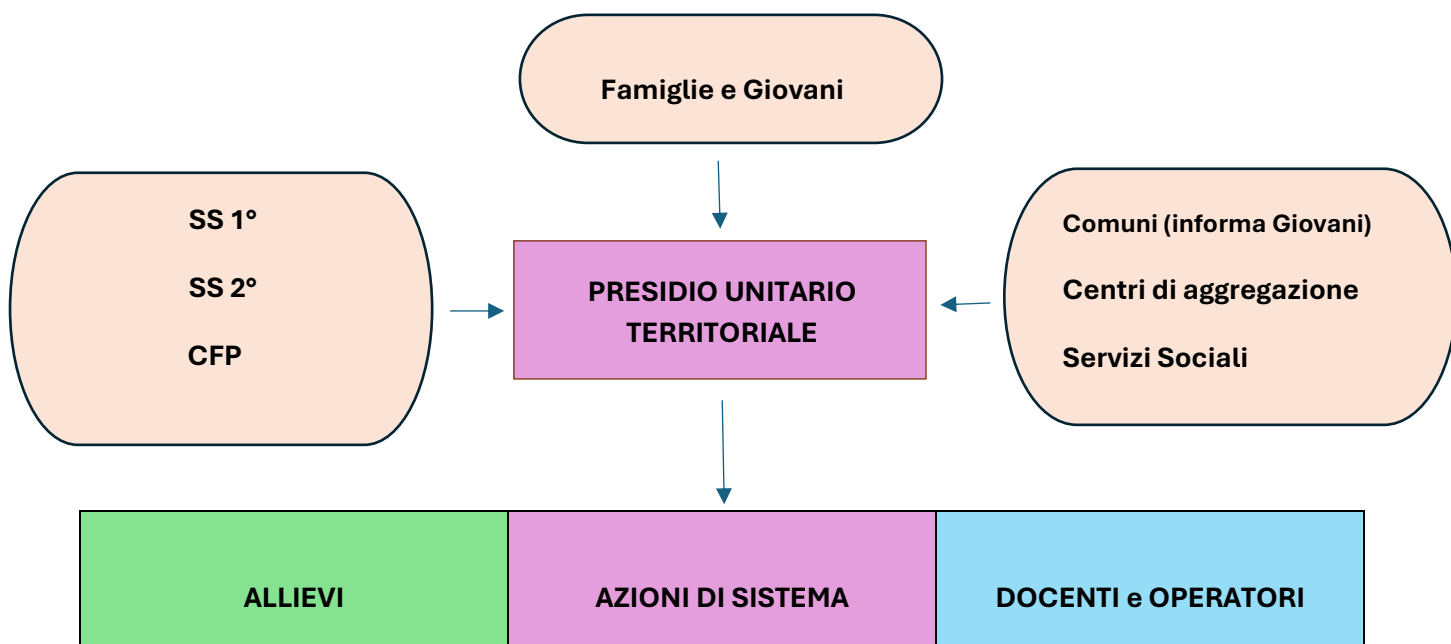 Famiglie e Giovani
SS 1°
SS 2°
CFP
PRESIDIO UNITARIO
TERRITORIALE
Comuni (informa Giovani)
Centri di aggregazione
Servizi Sociali
ALLIEVI
AZIONI DI SISTEMA
DOCENTI e OPERATORI